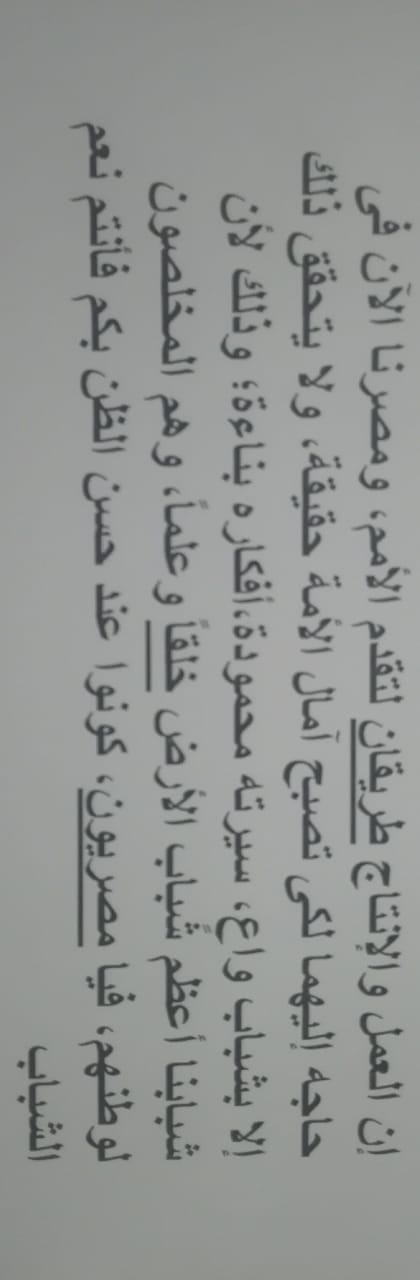 إن العمل والإنتاج طريقان لتقدم الأمم، ومصرنا الآن فى
حاجه إليهما لكى تصبح آمال الأمة حقيقة، ولا يتحقق ذلك
إلا بشباب واعٍ، سيرته محمودة،أفكاره بناءة؛ وذلك لأن
شبابنا أعظم شباب الأرض خلقاً وعلماً، وهم المخلصون
لوطنهم، فيا مصريون، كونوا عند حسن الظن بكم فأنتم نعم
الشباب